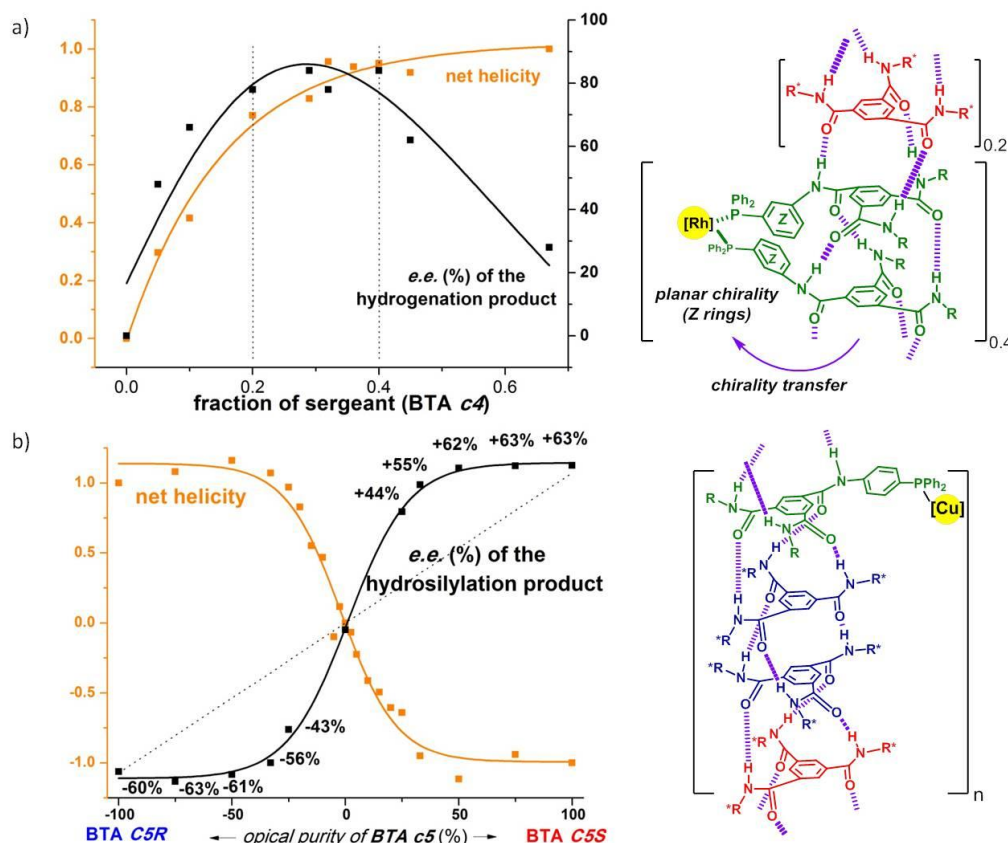 a)
1.0
0.8
0.6
0.4
0.2
0.0
100
80
60
40
20
0
net helicity
e.e. (%) of the
hydrogenation product
0.0 0.2 0.4 0.6
fraction of sergeant (BTA c4)
H
N-R*
H
R*
N
O
H
N-R*
O
O
0.2
H
N
H
N-R
O
Ph2
P
Z
[Rh]
Ph2P
Z
O
O
H
N
R
H
N-R
O
H
N
H
N
R
O
O
O
planar chirality
(Z rings)
0.4
chirality transfer
b)
1.0
0.5
0.0
-0.5
-1.0
net helicity
+62% +63% +63%
+55%
+44%
e.e. (%) of the
hydrosilylation product
-43%
-56%
-60% -63% -61%
-100 -50 0 50 100
BTA C5R
opical purity of BTA c5 (%)
BTA C5S
H
N
O
PPh2
[Cu]
R
N
H
O
O
H
N
R
O
H
*R
N
O
H
N
R*
O
H
N
*R
O
H
N
R*
O
*R
N
H
O
H
N
R*
O
H
*R
N
O
H
N
R*
O
H
N
*R
O
n